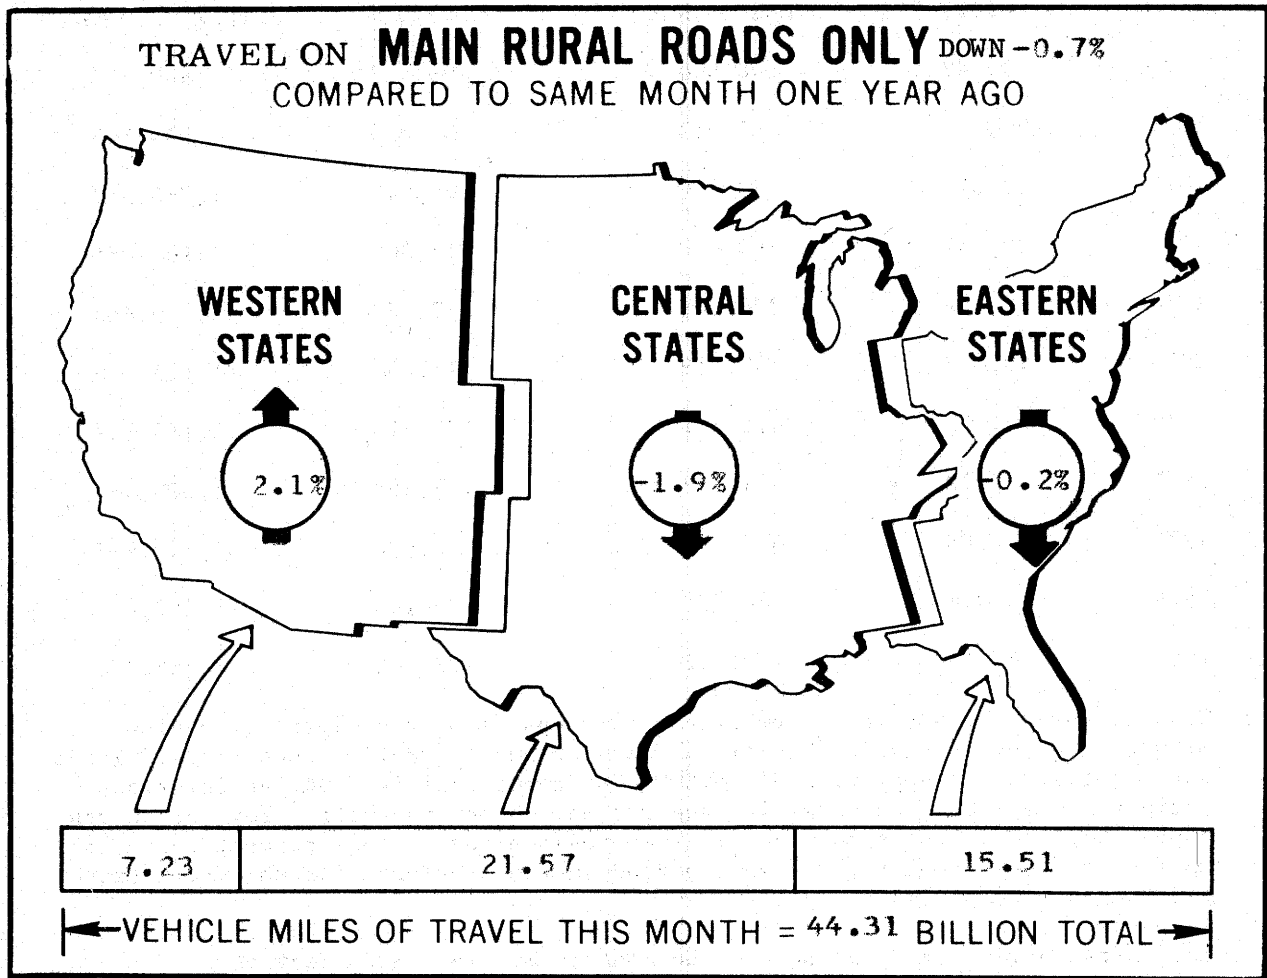 TRAVEL ON MAIN RURAL ROADS ONLY DOWN -0.7%
COMPARED TO SAME MONTH ONE YEAR AGO
WESTERN
STATES
2.1%
CENTRAL
STATES
-1.9%
EASTERN
STATES
-0.2%
7.23 21.57 15.51
VEHICLE MILES OF TRAVEL THIS MONTH = 44.31 BILLION TOTAL